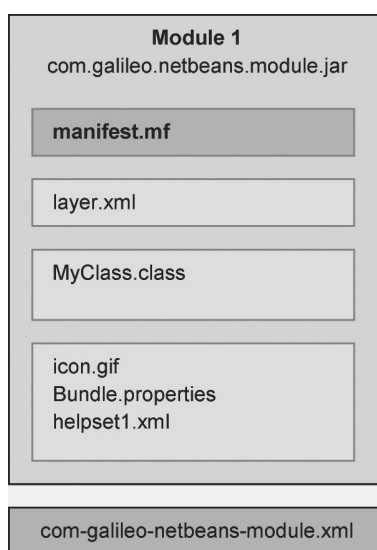 Module 1
com.galileo.netbeans.module.jar
manifest.mf
layer.xml
MyClass.class
icon.gif
Bundle.properties
helpset1.xml
com-galileo-netbeans-module.xml